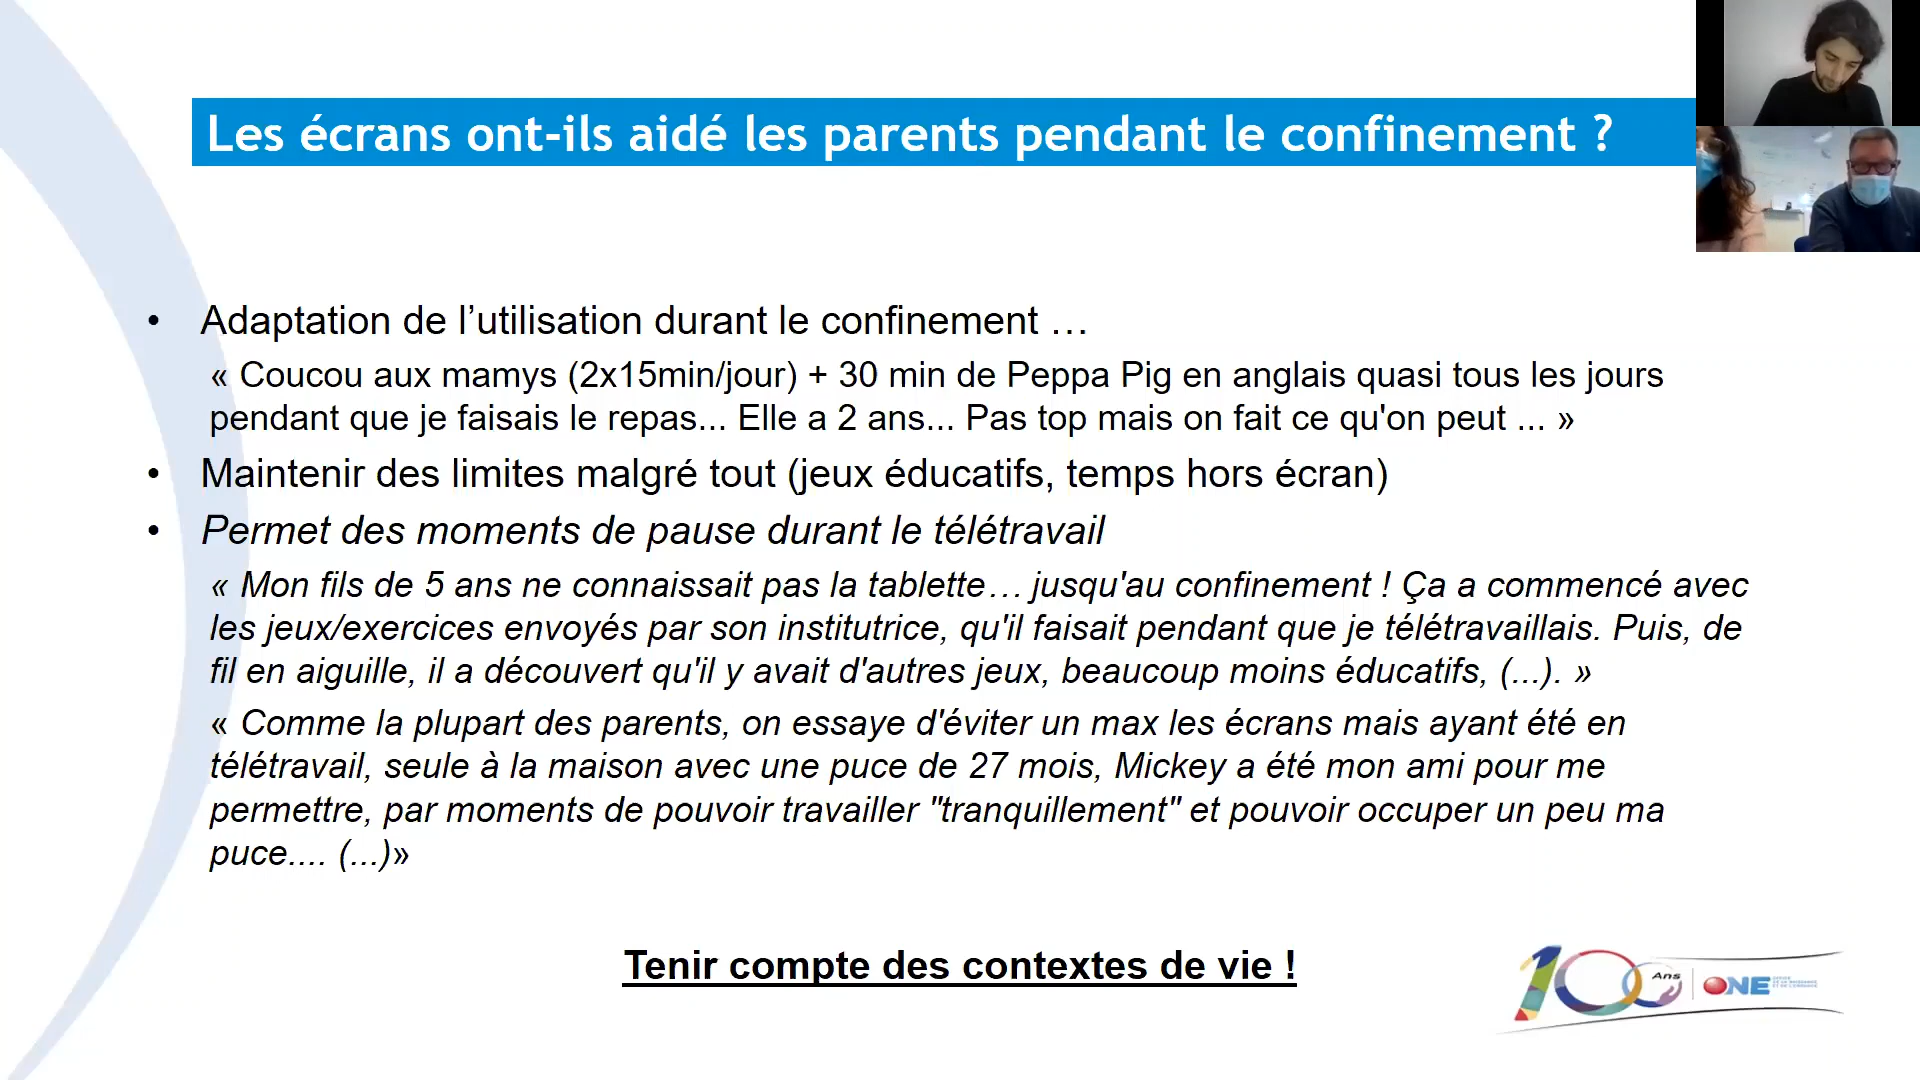 Les écrans ont-ils aidé les parents pendant le confinement ?
• Adaptation de l’utilisation durant le confinement …
« Coucou aux mamys (2x15min/jour) + 30 min de Peppa Pig en anglais quasi tous les jours
pendant que je faisais le repas... Elle a 2 ans... Pas top mais on fait ce qu'on peut ... »
• Maintenir des limites malgré tout (jeux éducatifs, temps hors écran)
• Permet des moments de pause durant le télétravail
« Mon fils de 5 ans ne connaissait pas la tablette… jusqu'au confinement ! Ça a commencé avec
les jeux/exercices envoyés par son institutrice, qu'il faisait pendant que je télétravaillais. Puis, de
fil en aiguille, il a découvert qu'il y avait d'autres jeux, beaucoup moins éducatifs, (...). »
« Comme la plupart des parents, on essaye d'éviter un max les écrans mais ayant été en
télétravail, seule à la maison avec une puce de 27 mois, Mickey a été mon ami pour me
permettre, par moments de pouvoir travailler "tranquillement" et pouvoir occuper un peu ma
puce.... (...)»
Tenir compte des contextes de vie !
100 Ans ONE